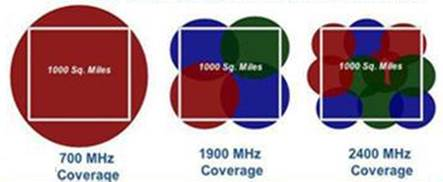 1000 Sq. Miles
1000 Sq. Miles
1000 Sq. Miles
700 MHz
Coverage
1900 MHz
Coverage
2400 MHz
Coverage